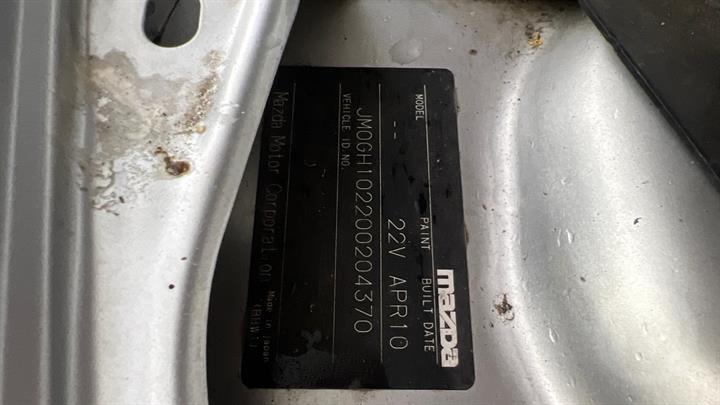 mazda
MODEL PAINT BUILT DATE
-- 22V APR10
JM0GH102200204370
VEHICLE ID.NO.
Mazda Motor Corporation Made in Japan